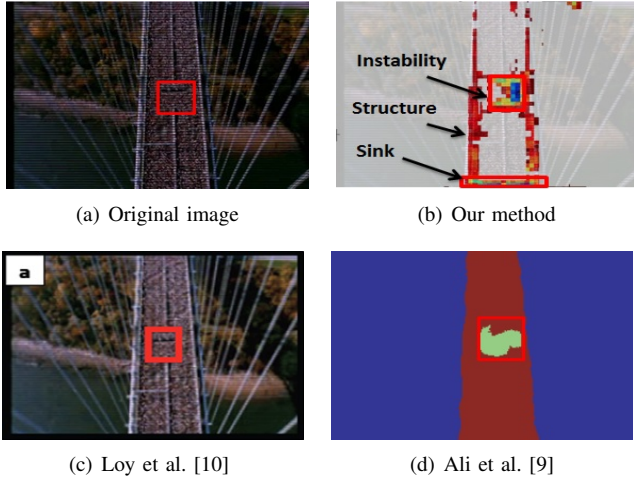 Instability
Structure
Sink
(a) Original image
(b) Our method
a
(c) Loy et al. [10]
(d) Ali et al. [9]